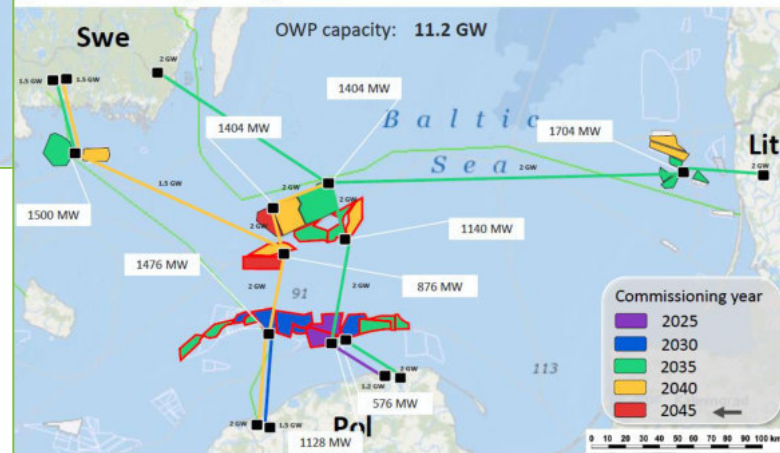 OWP capacity: 11.2 GW
Swe
2 GW
1.5 GW
1.5 GW
1404 MW
1404 MW
Baltic
Sea
1704 MW
Lit
2 GW
2 GW
2 GW
2 GW
1.5 GW
1500 MW
2 GW
1140 MW
1476 MW
876 MW
91
2 GW
2 GW
113
Commissioning year
2025
2030
2035
2040
2045
2 GW
1.2 GW
576 MW
2 GW
1.5 GW
Pol
1128 MW
0 10 20 30 40 50 60 70 80 90 100 km